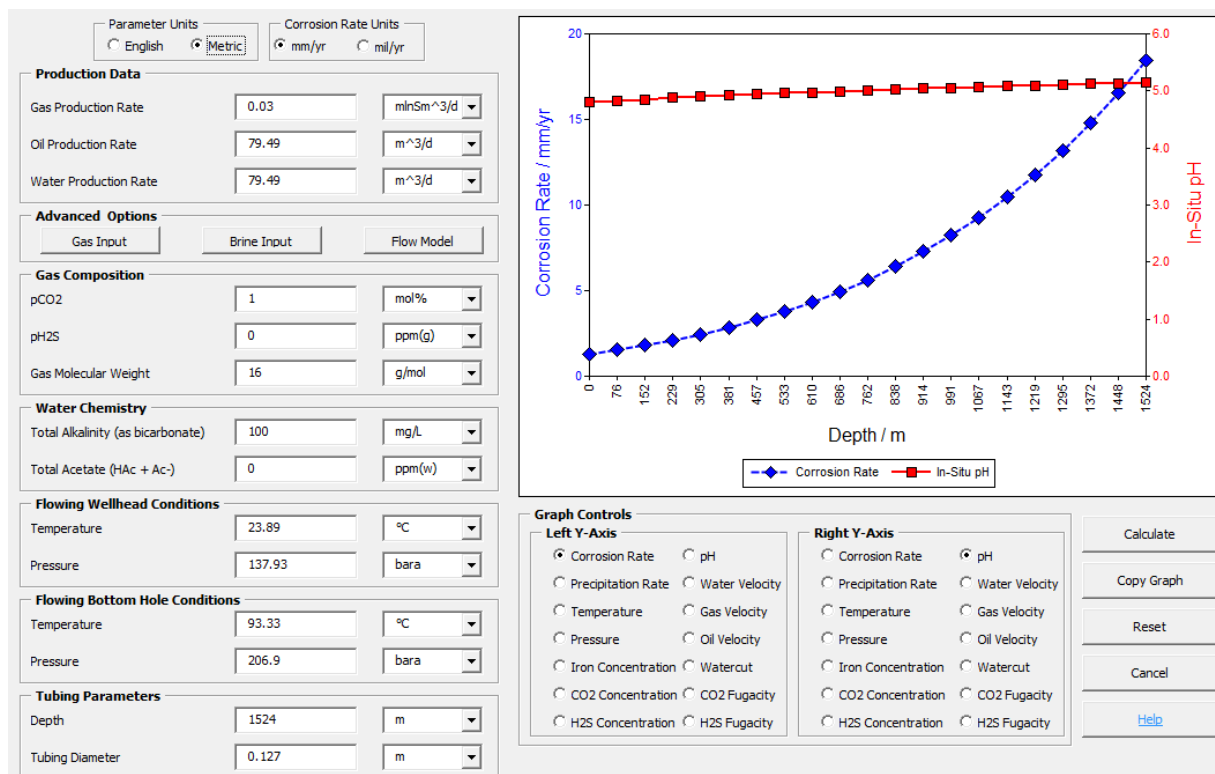 Parameter Units
English Metric
Corrosion Rate Units
mm/yr mil/yr
Production Data
Gas Production Rate 0.03 mlnSm^3/d
Oil Production Rate 79.49 m^3/d
Water Production Rate 79.49 m^3/d
Advanced Options
Gas Input Brine Input Flow Model
Gas Composition
pCO2 1 mol%
pH2S 0 ppm(g)
Gas Molecular Weight 16 g/mol
Water Chemistry
Total Alkalinity (as bicarbonate) 100 mg/L
Total Acetate (HAc + Ac-) 0 ppm(w)
Flowing Wellhead Conditions
Temperature 23.89 ºC
Pressure 137.93 bara
Flowing Bottom Hole Conditions
Temperature 93.33 ºC
Pressure 206.9 bara
Tubing Parameters
Depth 1524 m
Tubing Diameter 0.127 m
Corrosion Rate / mm/yr
20
15
10
5
0
In-Situ pH
6.0
5.0
4.0
3.0
2.0
1.0
0.0
0 76 152 229 305 381 457 533 610 686 762 838 914 991 1067 1143 1219 1295 1372 1448 1524
Depth / m
Corrosion Rate In-Situ pH
Graph Controls
Left Y-Axis
Corrosion Rate pH
Precipitation Rate Water Velocity
Temperature Gas Velocity
Pressure Oil Velocity
Iron Concentration Watercut
CO2 Concentration CO2 Fugacity
H2S Concentration H2S Fugacity
Right Y-Axis
Corrosion Rate pH
Precipitation Rate Water Velocity
Temperature Gas Velocity
Pressure Oil Velocity
Iron Concentration Watercut
CO2 Concentration CO2 Fugacity
H2S Concentration H2S Fugacity
Calculate
Copy Graph
Reset
Cancel
Help